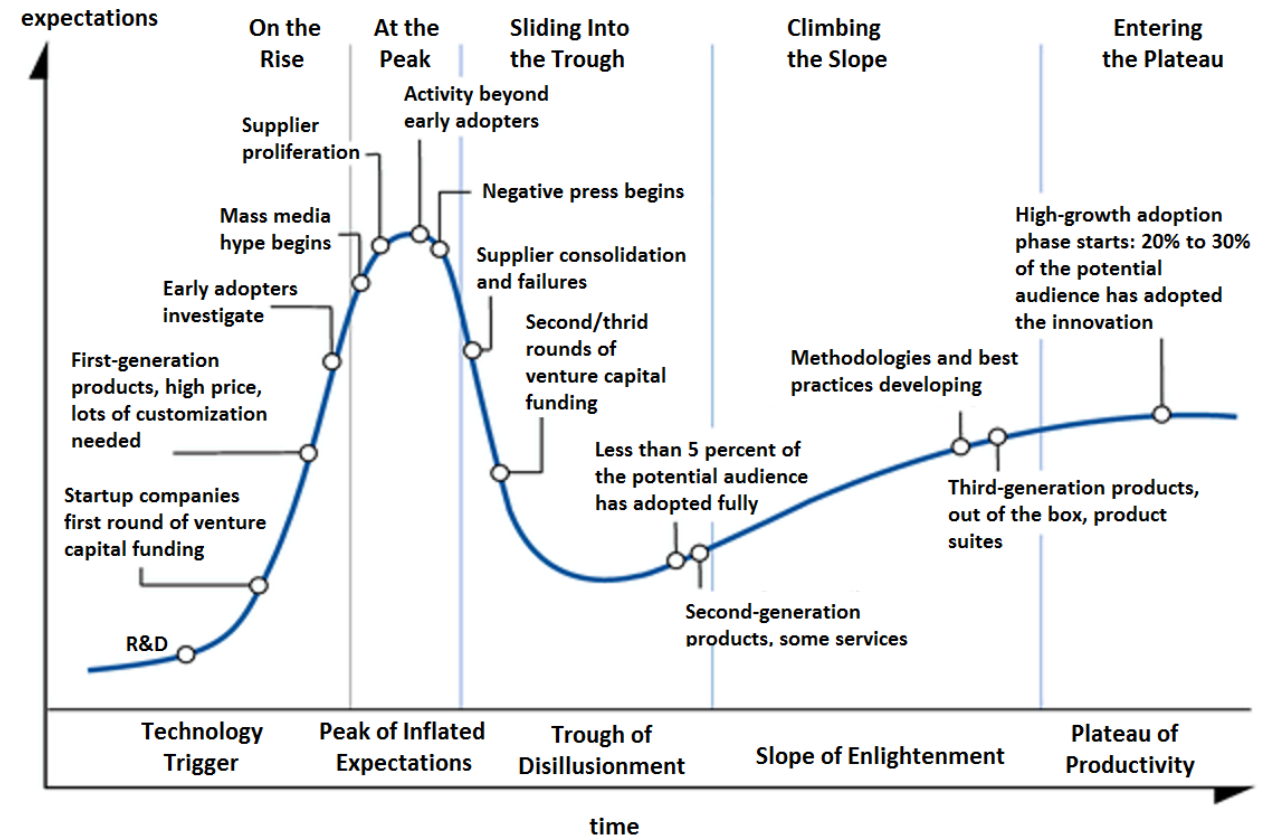 expectations
On the
Rise
At the
Peak
Sliding Into
the Trough
Climbing
the Slope
Entering
the Plateau
Activity beyond
early adopters
Supplier
proliferation
Negative press begins
Mass media
hype begins
Supplier consolidation
and failures
Early adopters
investigate
Second/thrid
rounds of
venture capital
funding
High-growth adoption
phase starts: 20% to 30%
of the potential
audience has adopted
the innovation
First-generation
products, high price,
lots of customization
needed
Methodologies and best
practices developing
Less than 5 percent of
the potential audience
has adopted fully
Startup companies
first round of venture
capital funding
Third-generation products,
out of the box, product
suites
Second-generation
products, some services
R&D
Technology
Trigger
Peak of Inflated
Expectations
Trough of
Disillusionment
Slope of Enlightenment
Plateau of
Productivity
time